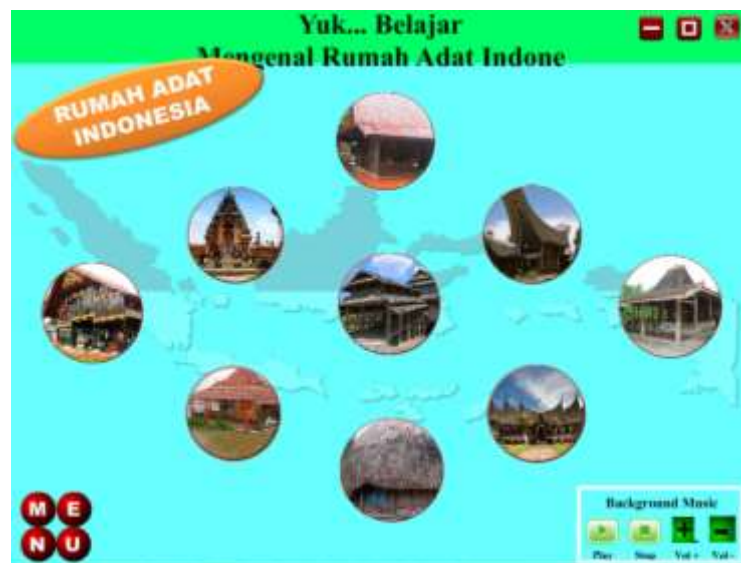 Yuk... Belajar
Mengenal Rumah Adat Indone
RUMAH ADAT
INDONESIA
M E
N U
Background Music
Play Stop Vol + Vol -